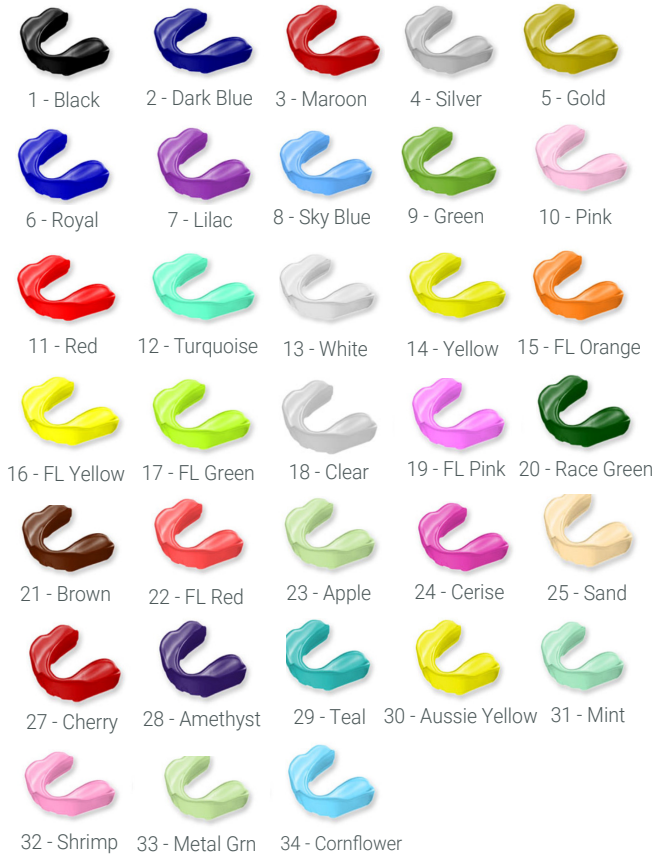 1 - Black
2 - Dark Blue
3 - Maroon
4 - Silver
5 - Gold
6 - Royal
7 - Lilac
8 - Sky Blue
9 - Green
10 - Pink
11 - Red
12 - Turquoise
13 - White
14 - Yellow
15 - FL Orange
16 - FL Yellow
17 - FL Green
18 - Clear
19 - FL Pink
20 - Race Green
21 - Brown
22 - FL Red
23 - Apple
24 - Cerise
25 - Sand
27 - Cherry
28 - Amethyst
29 - Teal
30 - Aussie Yellow
31 - Mint
32 - Shrimp
33 - Metal Grn
34 - Cornflower